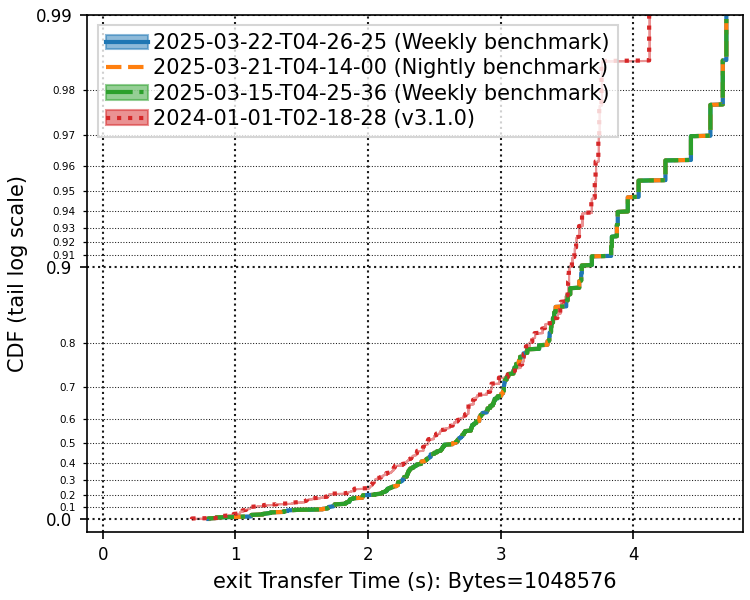 0.99
2025-03-22-T04-26-25 (Weekly benchmark)
2025-03-21-T04-14-00 (Nightly benchmark)
2025-03-15-T04-25-36 (Weekly benchmark)
2024-01-01-T02-18-28 (v3.1.0)
0.98
0.97
0.96
0.95
0.94
0.93
0.92
0.91
0.9
0.8
0.7
0.6
0.5
0.4
0.3
0.2
0.1
0.0
CDF (tail log scale)
0 1 2 3 4
exit Transfer Time (s): Bytes=1048576